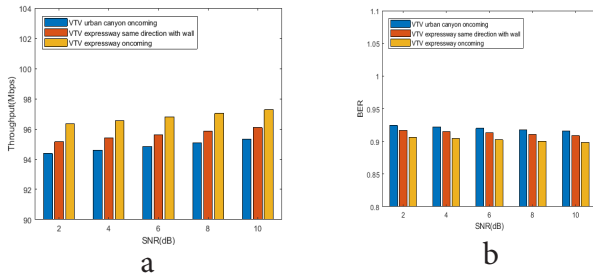 104
102
100
98
96
94
92
90
Throughput(Mbps)
VTV urban canyon oncoming
VTV expressway same direction with wall
VTV expressway oncoming
2 4 6 8 10
SNR(dB)
a
1.1
1.05
1
0.95
0.9
0.85
0.8
BER
VTV urban canyon oncoming
VTV expressway same direction with wall
VTV expressway oncoming
2 4 6 8 10
SNR(dB)
b